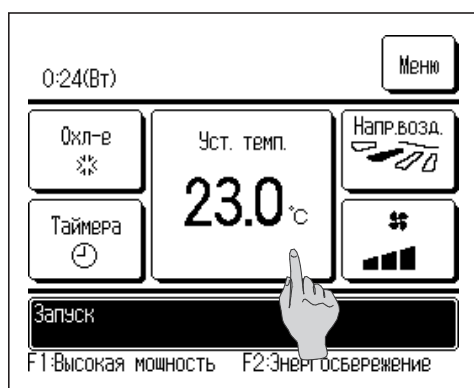 0:24(Вт)
Меню
Охл-е
Уст. темп.
Напр.возд.
23.0 °C
Таймера
Запуск
F1:Высокая мощность F2:Энергосбережение